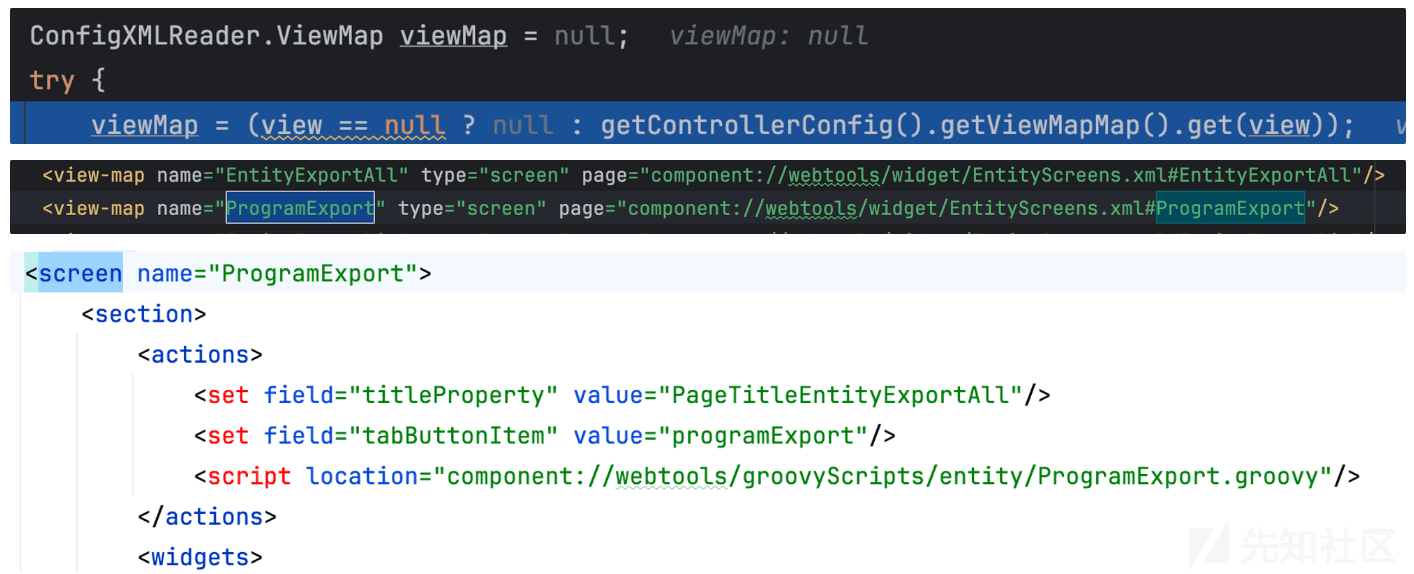 ConfigXMLReader.ViewMap viewMap = null;   viewMap: null
try {
viewMap = (view == null ? null : getControllerConfig().getViewMapMap().get(view));
<view-map name="EntityExportAll" type="screen" page="component://webtools/widget/EntityScreens.xml#EntityExportAll"/>
<view-map name="ProgramExport" type="screen" page="component://webtools/widget/EntityScreens.xml#ProgramExport"/>
<screen name="ProgramExport">
<section>
<actions>
<set field="titleProperty" value="PageTitleEntityExportAll"/>
<set field="tabButtonItem" value="programExport"/>
<script location="component://webtools/groovyScripts/entity/ProgramExport.groovy"/>
</actions>
<widgets>
先知社区